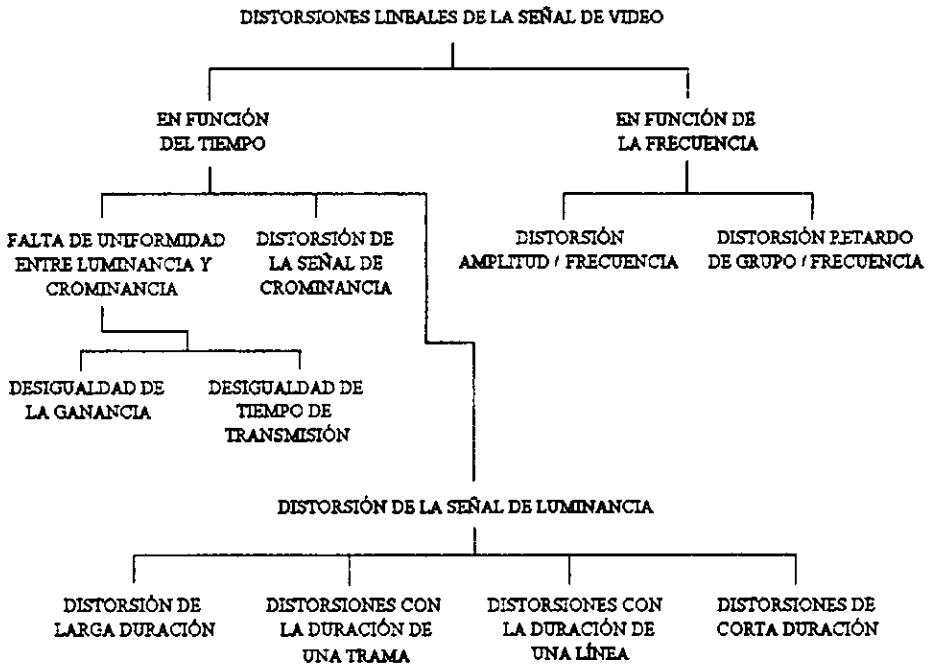 DISTORSIONES LINEALES DE LA SEÑAL DE VIDEO
EN FUNCIÓN
DEL TIEMPO
EN FUNCIÓN DE
LA FRECUENCIA
FALTA DE UNIFORMIDAD
ENTRE LUMINANCIA Y
CROMINANCIA
DISTORSIÓN DE
LA SEÑAL DE
CROMINANCIA
DISTORSIÓN
AMPLITUD / FRECUENCIA
DISTORSIÓN RETARDO
DE GRUPO / FRECUENCIA
DESIGUALDAD DE
LA GANANCIA
DESIGUALDAD DE
TIEMPO DE
TRANSMISIÓN
DISTORSIÓN DE LA SEÑAL DE LUMINANCIA
DISTORSIÓN DE
LARGA DURACIÓN
DISTORSIONES CON
LA DURACIÓN DE
UNA TRAMA
DISTORSIONES CON
LA DURACIÓN DE
UNA LÍNEA
DISTORSIONES DE
CORTA DURACIÓN